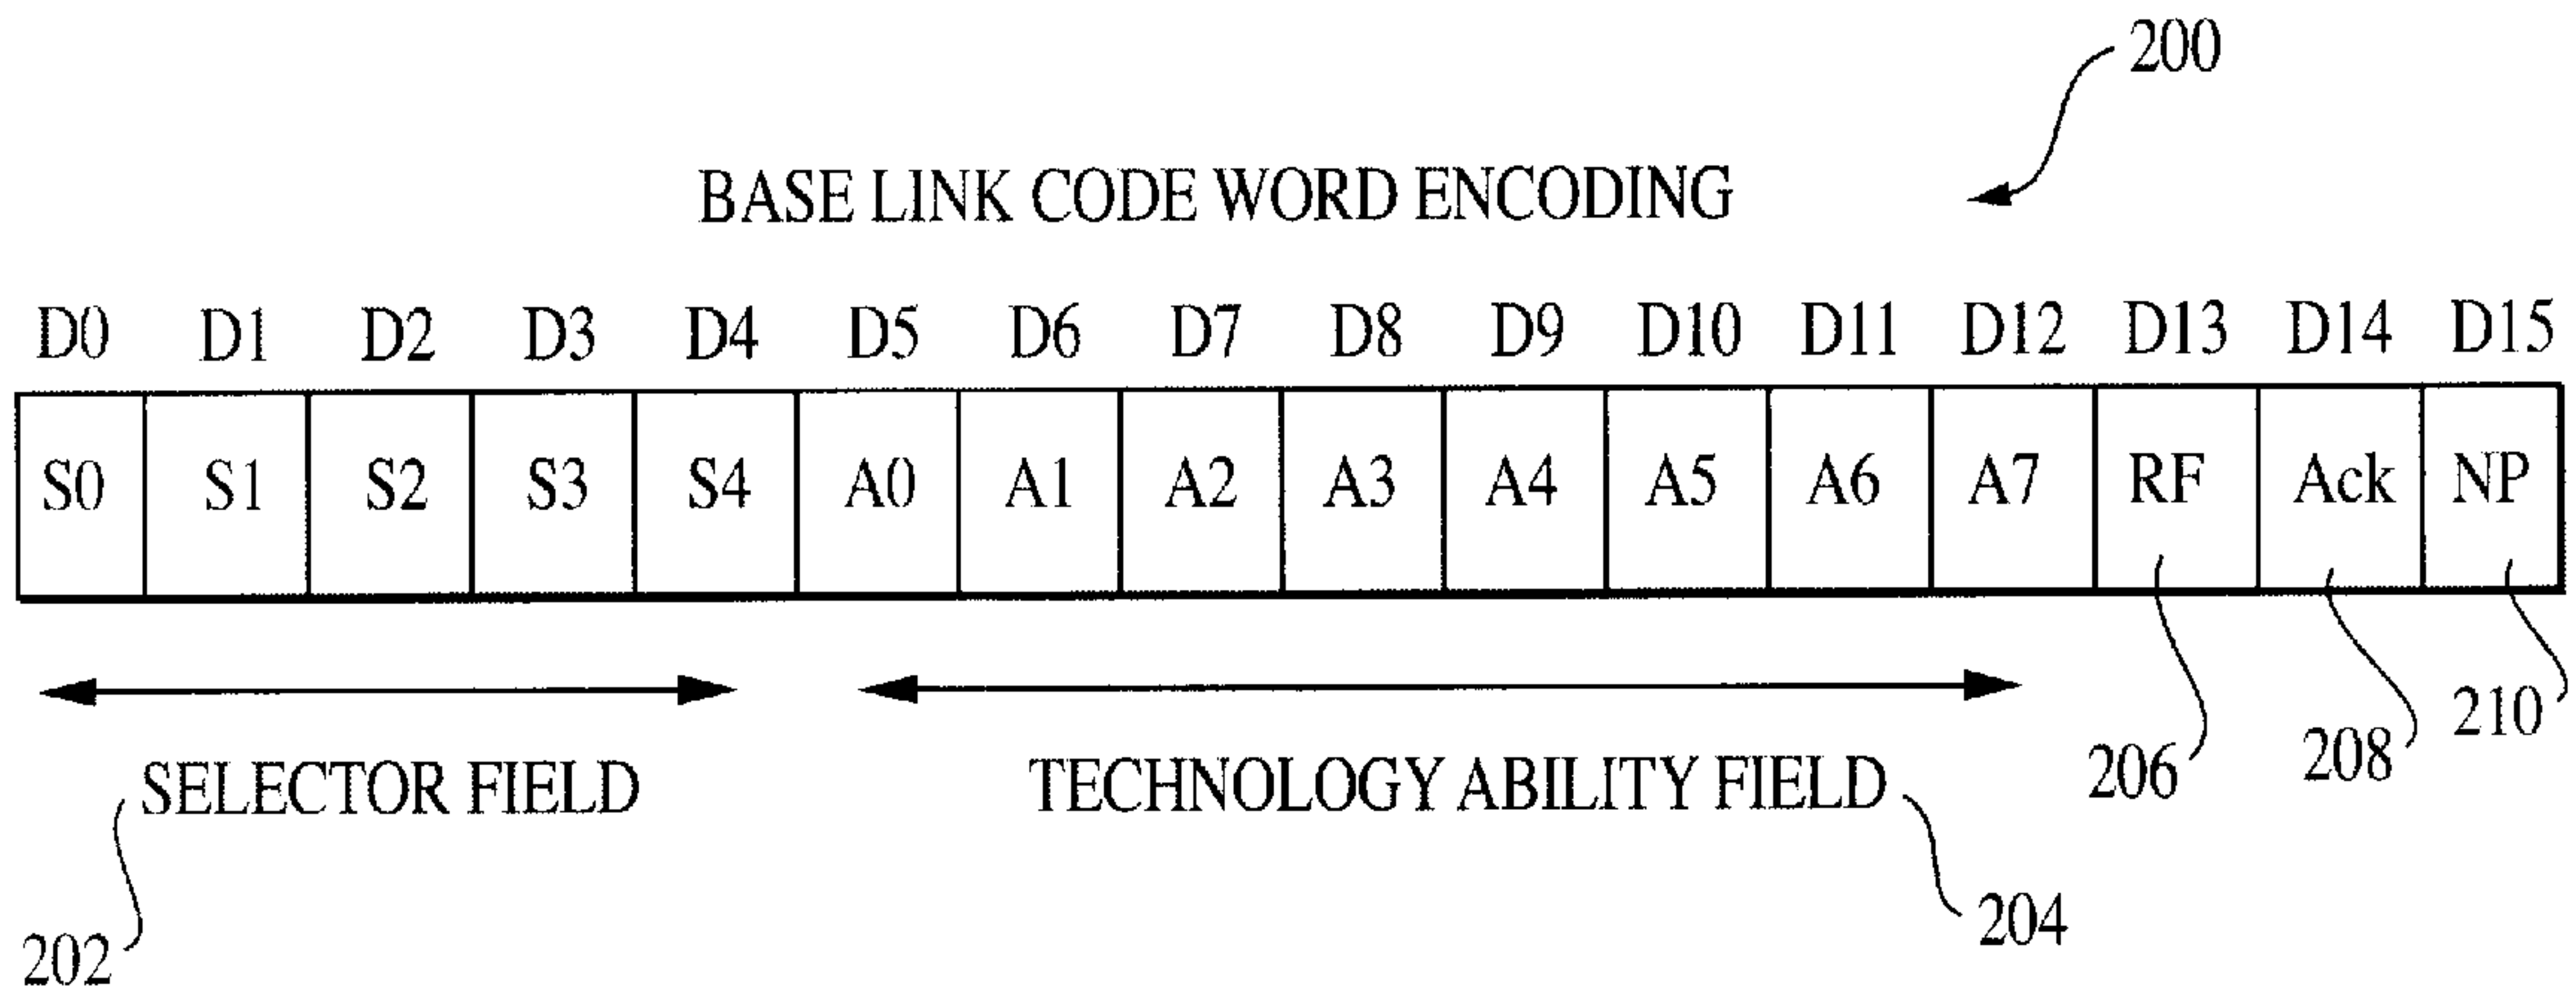 200
BASE LINK CODE WORD ENCODING
D0 D1 D2 D3 D4 D5 D6 D7 D8 D9 D10 D11 D12 D13 D14 D15
S0 S1 S2 S3 S4 A0 A1 A2 A3 A4 A5 A6 A7 RF Ack NP
SELECTOR FIELD TECHNOLOGY ABILITY FIELD 206 208 210
202 204